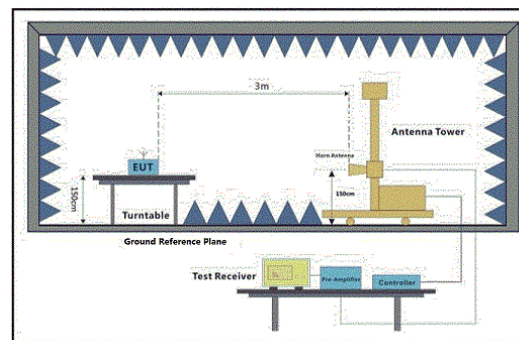 3m
Antenna Tower
Horn Antenna
EUT
150cm
150cm
Turntable
Ground Reference Plane
Test Receiver
Pre-Amplifier
Controller